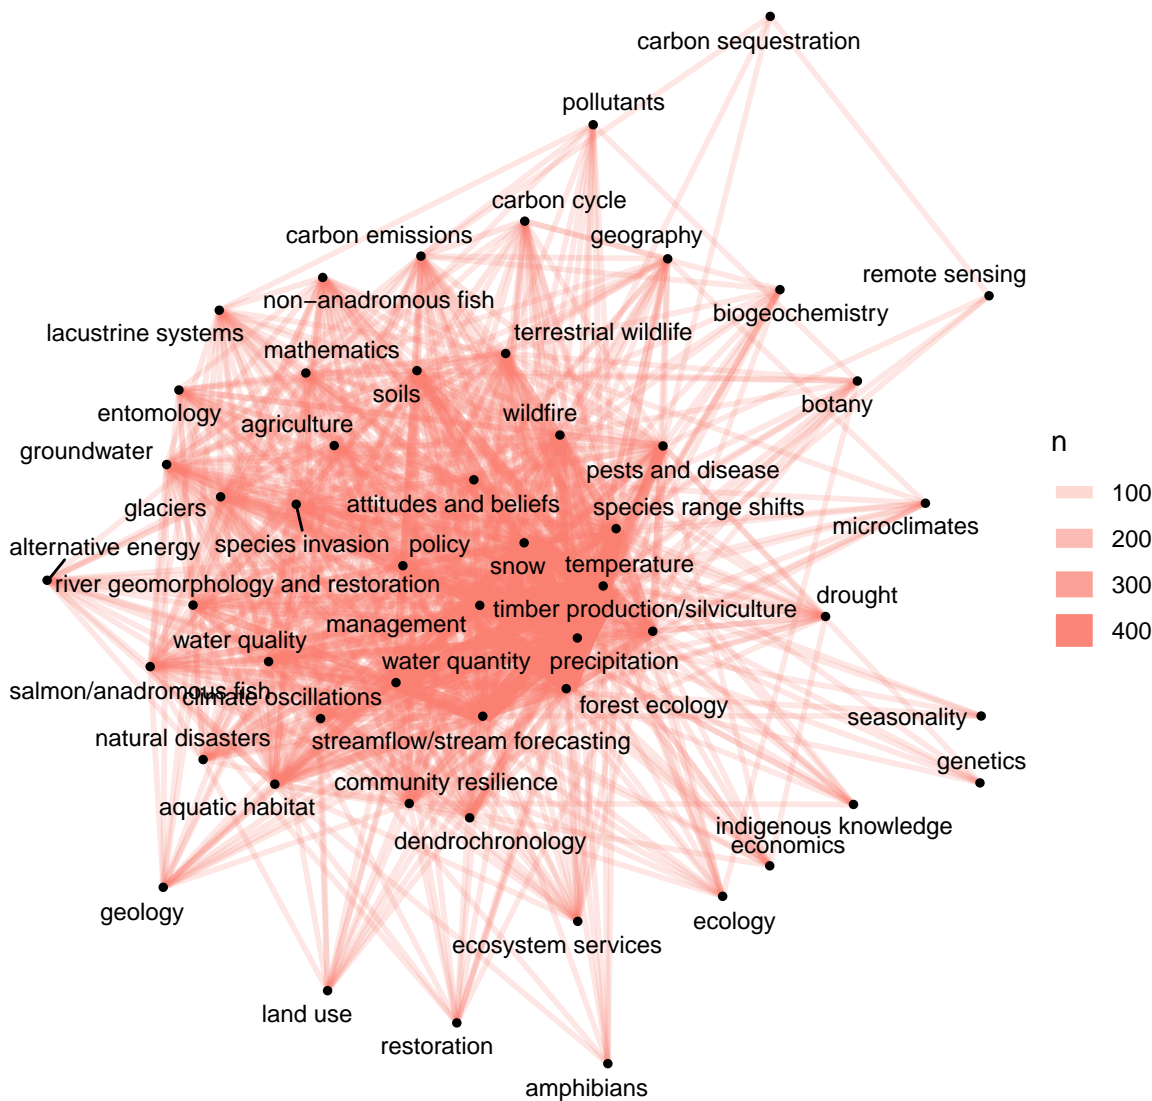 carbon sequestration
pollutants
carbon cycle
carbon emissions
geography
remote sensing
non−anadromous fish
biogeochemistry
lacustrine systems
terrestrial wildlife
mathematics
soils
botany
entomology
wildfire
agriculture
n
groundwater
pests and disease
100
glaciers
attitudes and beliefs
species range shifts
microclimates
200
alternative energy
species invasion
policy
snow
temperature
river geomorphology and restoration
300
drought
timber production/silviculture
management
400
water quality
water quantity
precipitation
salmon/anadromous fish
climate oscillations
forest ecology
seasonality
natural disasters
streamflow/stream forecasting
genetics
community resilience
aquatic habitat
indigenous knowledge
dendrochronology
economics
geology
ecology
ecosystem services
land use
restoration
amphibians